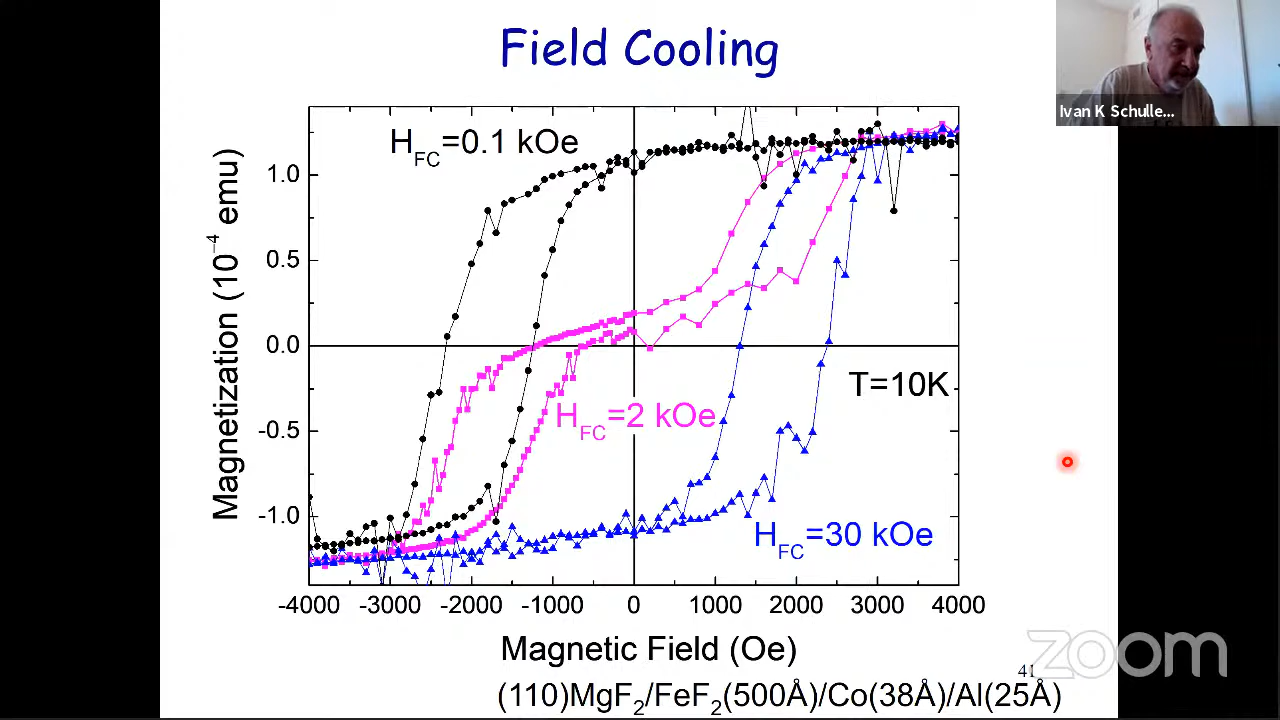 Field Cooling
Ivan K Schulle...
H_FC=0.1 kOe
1.0
0.5
0.0
-0.5
-1.0
Magnetization (10⁻⁴ emu)
T=10K
H_FC=2 kOe
H_FC=30 kOe
-4000 -3000 -2000 -1000 0 1000 2000 3000 4000
Magnetic Field (Oe)
zoom
41
(110)MgF₂/FeF₂(500Å)/Co(38Å)/Al(25Å)